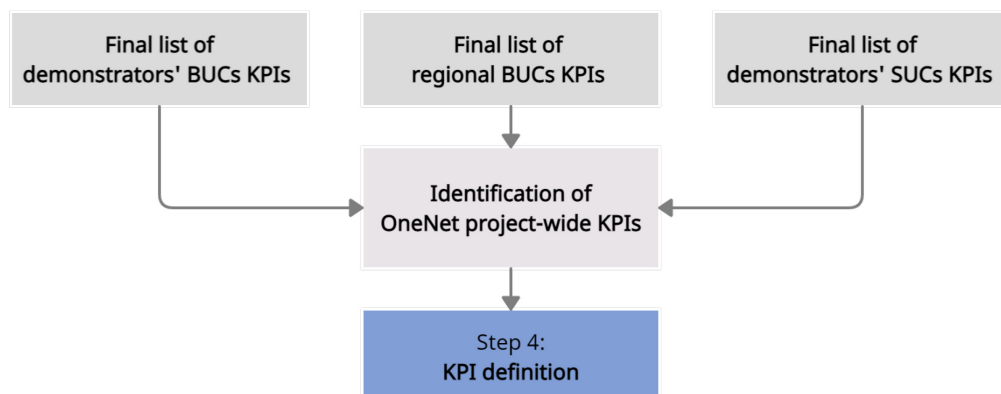 Final list of
demonstrators' BUCs KPIs
Final list of
regional BUCs KPIs
Final list of
demonstrators' SUCs KPIs
Identification of
OneNet project-wide KPIs
Step 4:
KPI definition